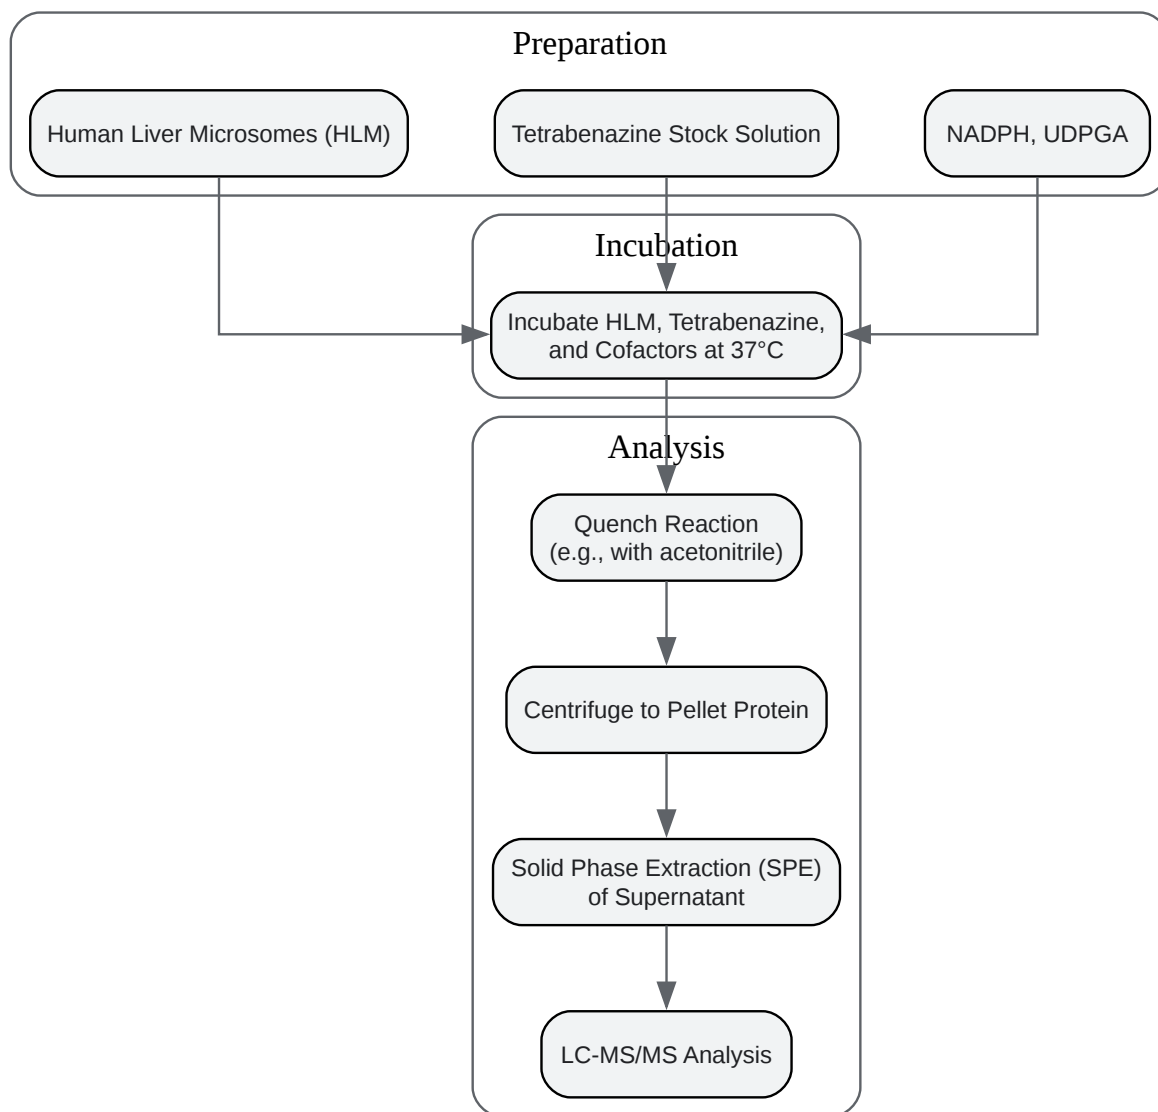 Preparation
Human Liver Microsomes (HLM)
Tetrabenazine Stock Solution
NADPH, UDPGA
Incubation
Incubate HLM, Tetrabenazine,
and Cofactors at 37°C
Analysis
Quench Reaction
(e.g., with acetonitrile)
Centrifuge to Pellet Protein
Solid Phase Extraction (SPE)
of Supernatant
LC-MS/MS Analysis